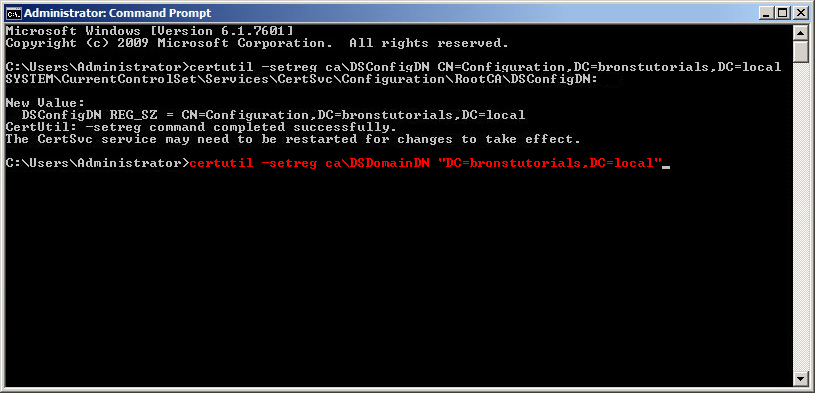 Administrator: Command Prompt
Microsoft Windows [Version 6.1.7601]
Copyright (c) 2009 Microsoft Corporation.  All rights reserved.
C:\Users\Administrator>certutil -setreg ca\DSConfigDN CN=Configuration,DC=bronstutorials,DC=local
SYSTEM\CurrentControlSet\Services\CertSvc\Configuration\RootCA\DSConfigDN:
New Value:
  DSConfigDN REG_SZ = CN=Configuration,DC=bronstutorials,DC=local
CertUtil: -setreg command completed successfully.
The CertSvc service may need to be restarted for changes to take effect.
C:\Users\Administrator>certutil -setreg ca\DSDomainDN "DC=bronstutorials,DC=local"_